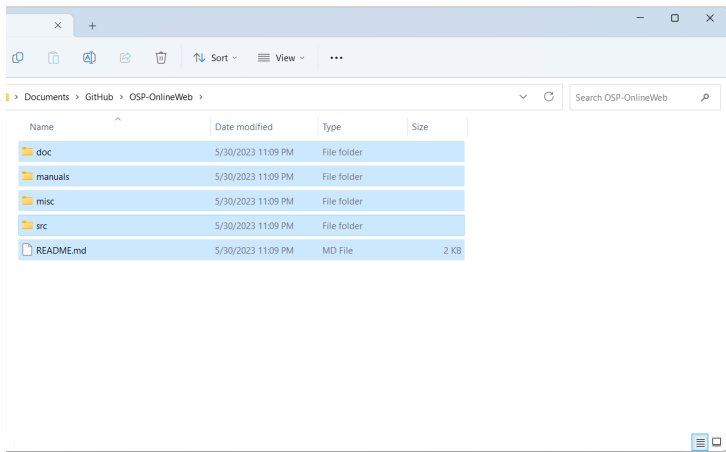 Sort
View
Documents > GitHub > OSP-OnlineWeb >
Search OSP-OnlineWeb
Name Date modified Type Size
doc 5/30/2023 11:09 PM File folder
manuals 5/30/2023 11:09 PM File folder
misc 5/30/2023 11:09 PM File folder
src 5/30/2023 11:09 PM File folder
README.md 5/30/2023 11:09 PM MD File 2 KB